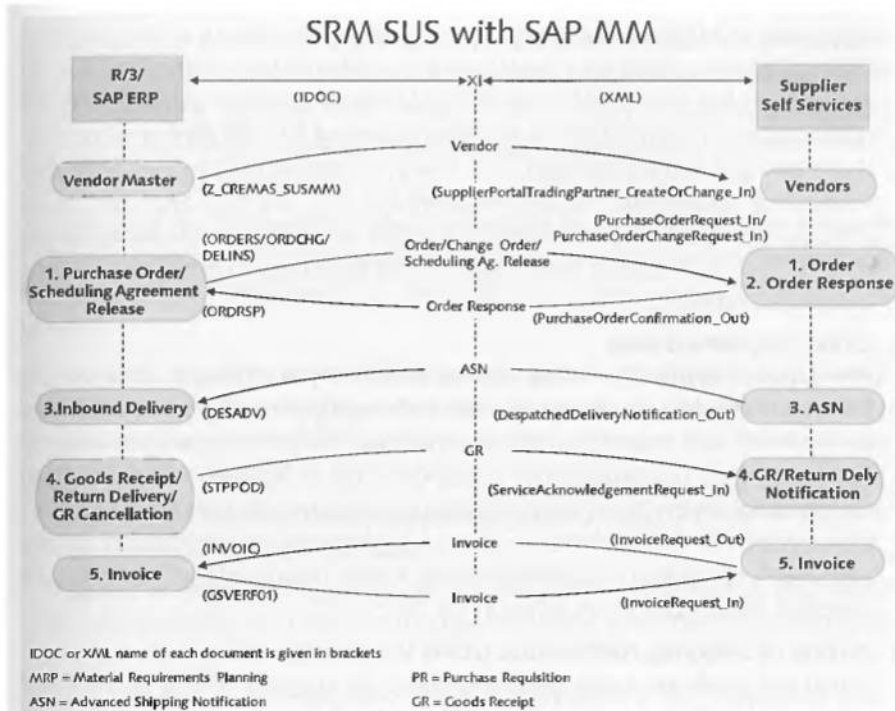 SRM SUS with SAP MM
R/3/
SAP ERP
(IDOC)
XI
(XML)
Supplier
Self Services
Vendor
Vendor Master
(Z_CREMAS_SUSMM)
(SupplierPortalTradingPartner_CreateOrChange_In)
Vendors
(PurchaseOrderRequest_In/
PurchaseOrderChangeRequest_In)
(ORDERS/ORDCHG/
DELINS)
Order/Change Order/
Scheduling Ag. Release
1. Purchase Order/
Scheduling Agreement
Release
1. Order
2. Order Response
Order Response
(ORDRSP)
(PurchaseOrderConfirmation_Out)
ASN
3.Inbound Delivery
(DESADV)
(DespatchedDeliveryNotification_Out)
3. ASN
GR
4. Goods Receipt/
Return Delivery/
GR Cancellation
(STPPOD)
(ServiceAcknowledgementRequest_In)
4.GR/Return Dely
Notification
(INVOIC)
Invoice
(InvoiceRequest_Out)
5. Invoice
5. Invoice
(GSVERF01)
Invoice
(InvoiceRequest_In)
IDOC or XML name of each document is given in brackets
MRP = Material Requirements Planning
PR = Purchase Requisition
ASN = Advanced Shipping Notification
GR = Goods Receipt